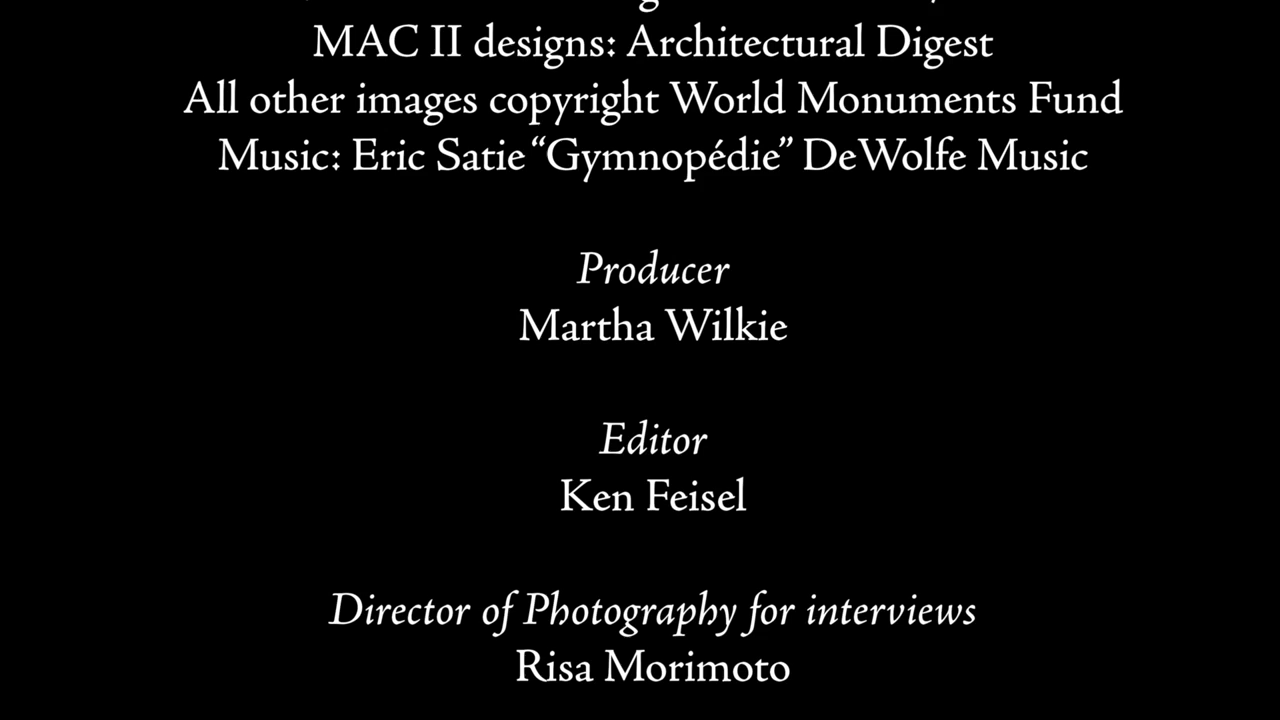 MAC II designs: Architectural Digest
All other images copyright World Monuments Fund
Music: Eric Satie “Gymnopédie” DeWolfe Music
Producer
Martha Wilkie
Editor
Ken Feisel
Director of Photography for interviews
Risa Morimoto